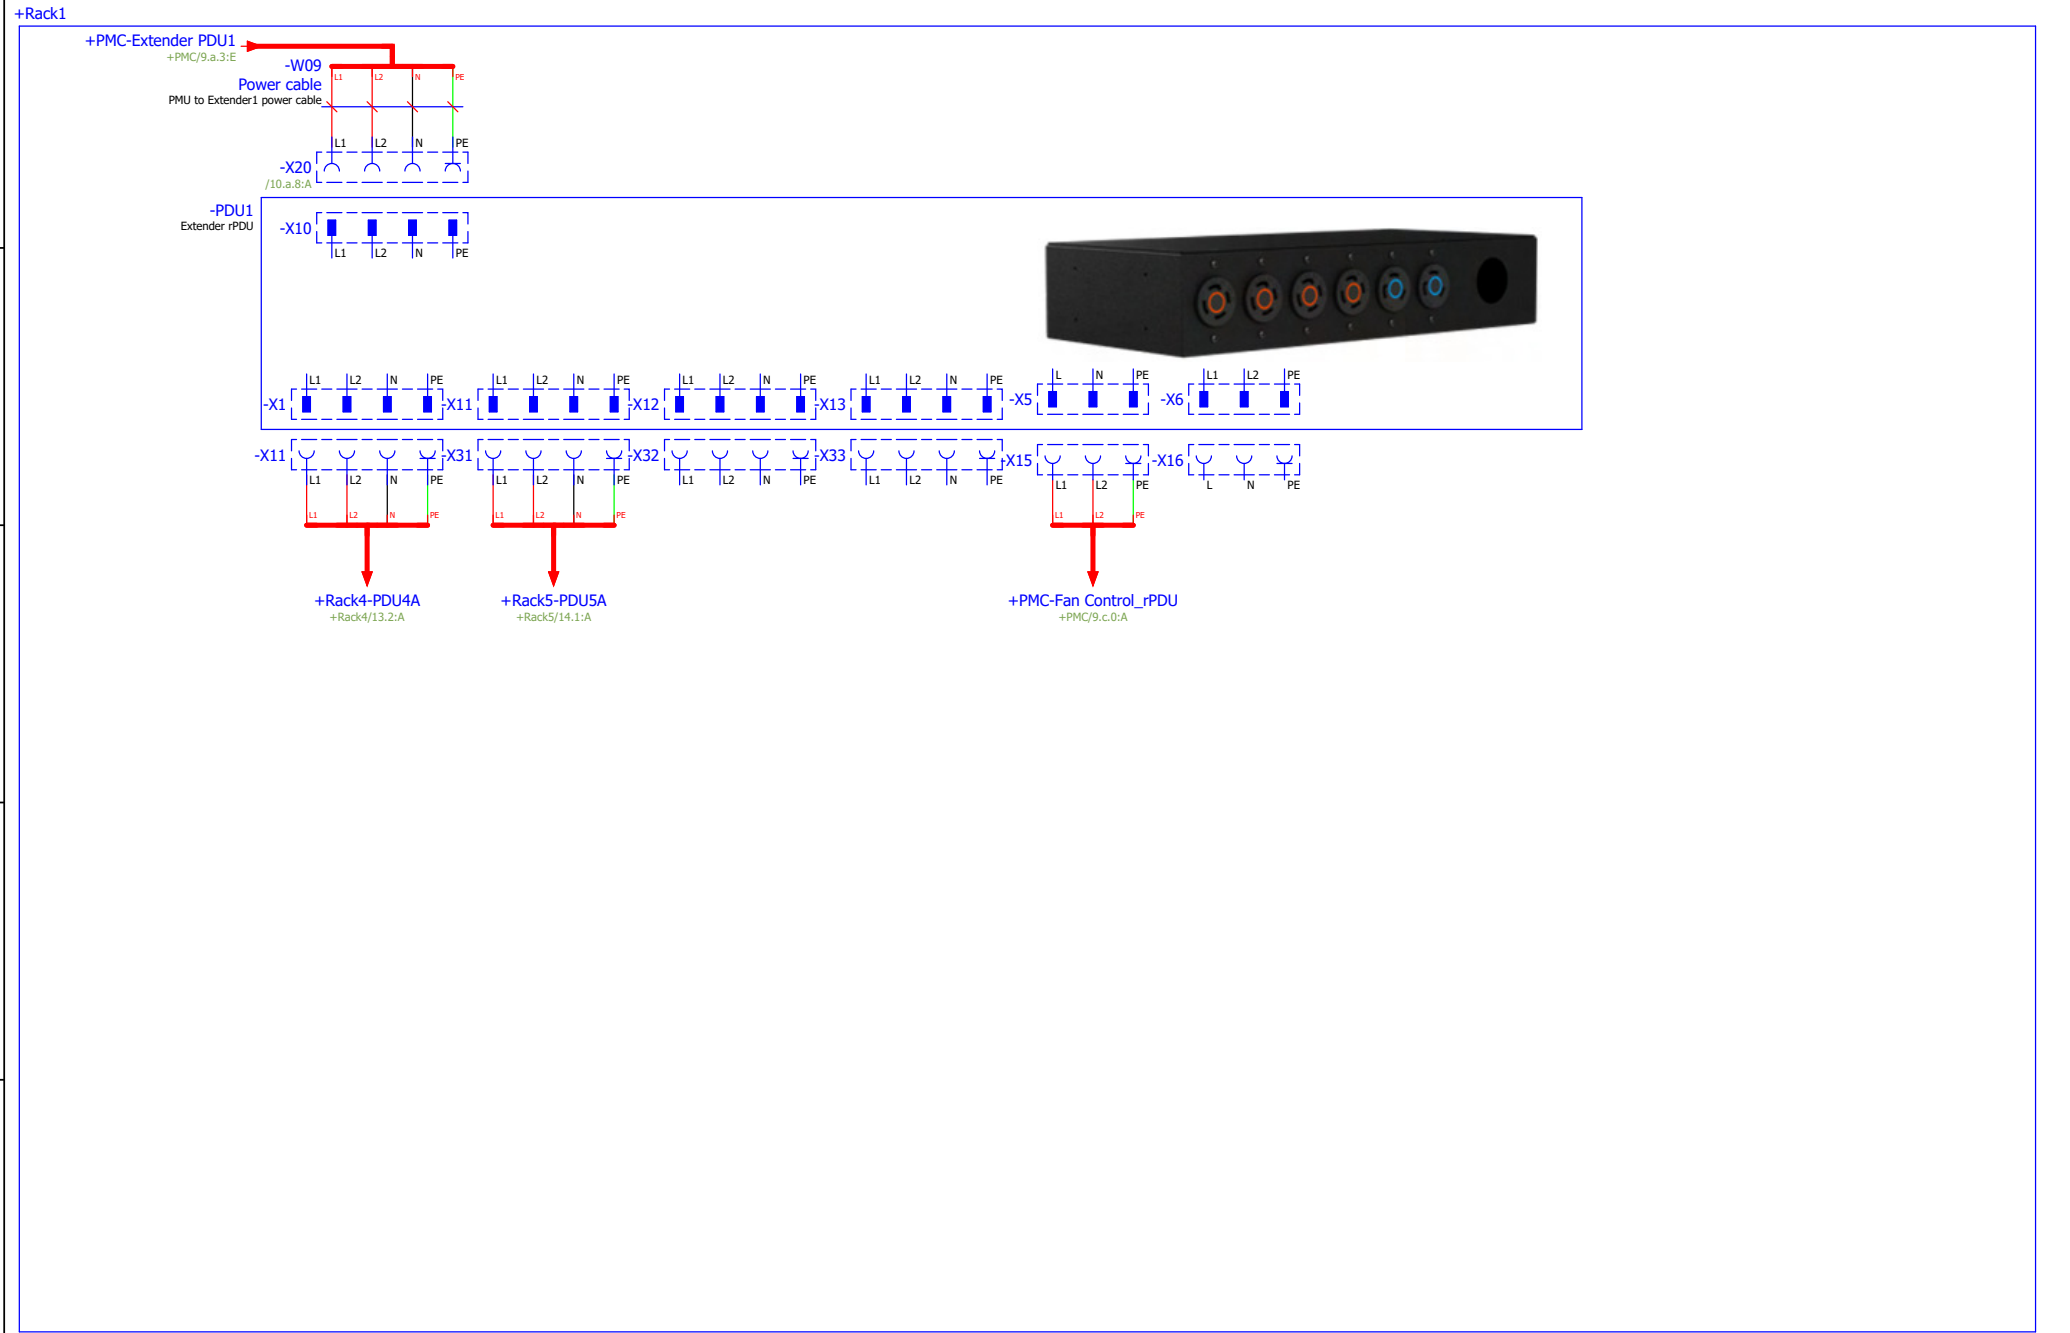 +Rack1
+PMC-Extender PDU1
+PMC/9.a.3:E
-W09
L1 L2 N PE
Power cable
PMU to Extender1 power cable
L1 L2 N PE
-X20
/10.a.8:A
-PDU1
Extender rPDU
-X10
L1 L2 N PE
L1 L2 N PE L1 L2 N PE L1 L2 N PE L1 L2 N PE L N PE L1 L2 PE
-X1 -X11 -X12 -X13 -X5 -X6
-X11 -X31 -X32 -X33 -X15 -X16
L1 L2 N PE L1 L2 N PE L1 L2 N PE L1 L2 N PE L1 L2 PE L N PE
L1 L2 N PE L1 L2 N PE L1 L2 PE
+Rack4-PDU4A +Rack5-PDU5A +PMC-Fan Control_rPDU
+Rack4/13.2:A +Rack5/14.1:A +PMC/9.c.0:A